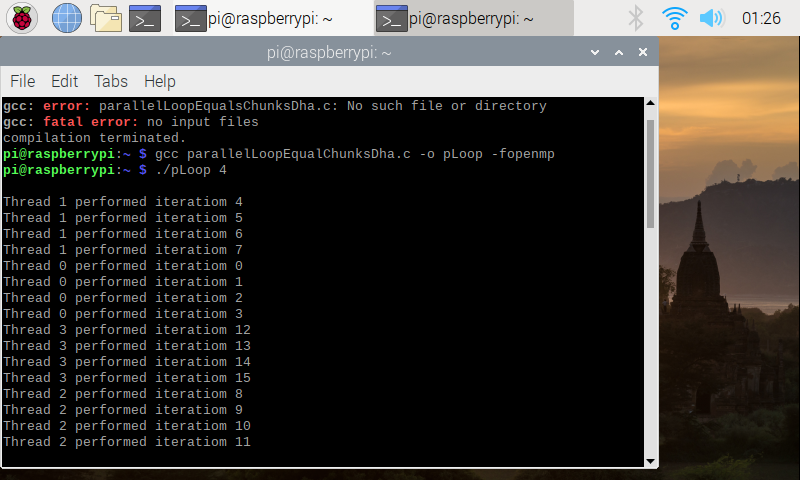 pi@raspberrypi: ~
pi@raspberrypi: ~
01:26
pi@raspberrypi: ~
File Edit Tabs Help
gcc: error: parallelLoopEqualsChunksDha.c: No such file or directory
gcc: fatal error: no input files
compilation terminated.
pi@raspberrypi:~ $ gcc parallelLoopEqualChunksDha.c -o pLoop -fopenmp
pi@raspberrypi:~ $ ./pLoop 4
Thread 1 performed iteratiom 4
Thread 1 performed iteratiom 5
Thread 1 performed iteratiom 6
Thread 1 performed iteratiom 7
Thread 0 performed iteratiom 0
Thread 0 performed iteratiom 1
Thread 0 performed iteratiom 2
Thread 0 performed iteratiom 3
Thread 3 performed iteratiom 12
Thread 3 performed iteratiom 13
Thread 3 performed iteratiom 14
Thread 3 performed iteratiom 15
Thread 2 performed iteratiom 8
Thread 2 performed iteratiom 9
Thread 2 performed iteratiom 10
Thread 2 performed iteratiom 11